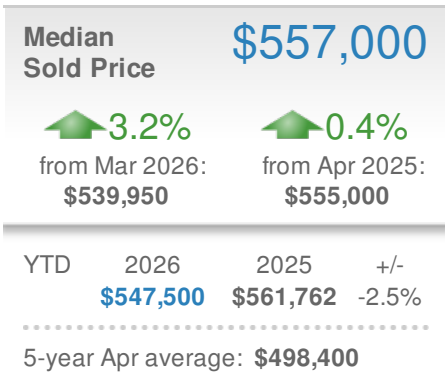 Median
Sold Price
$557,000
3.2%
from Mar 2026:
$539,950
0.4%
from Apr 2025:
$555,000
YTD 2026 2025 +/-
$547,500 $561,762 -2.5%
5-year Apr average: $498,400